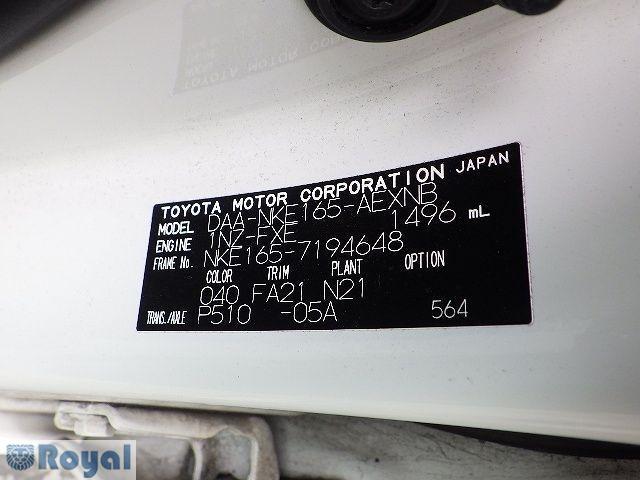 TOYOTA MOTOR CORPORATION JAPAN
MODEL DAA-NKE165-AEXNB
ENGINE 1NZ-FXE 1496 mL
FRAME No. NKE165-7194648
COLOR TRIM PLANT OPTION
040 FA21 N21
TRANS./AXLE P510 -05A 564
Royal